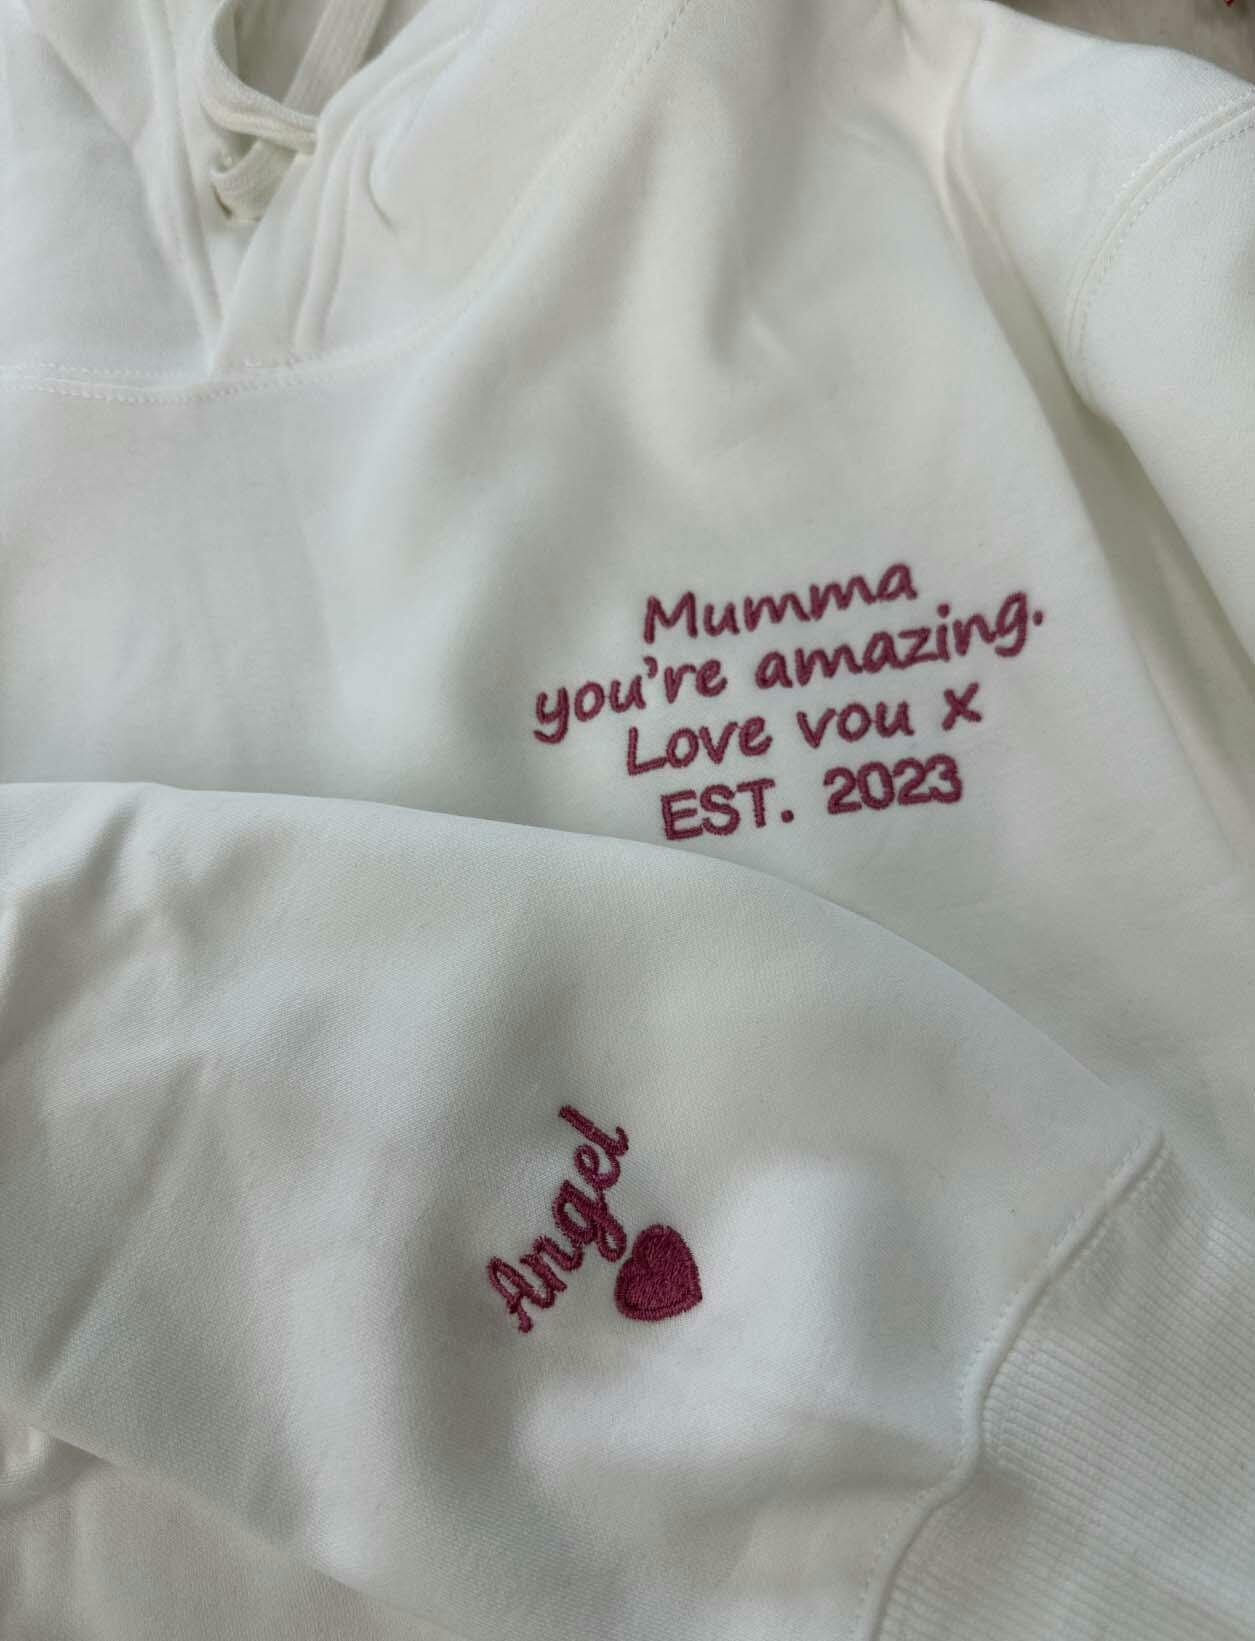 Mumma
you're amazing.
Love vou x
EST. 2023
Angel